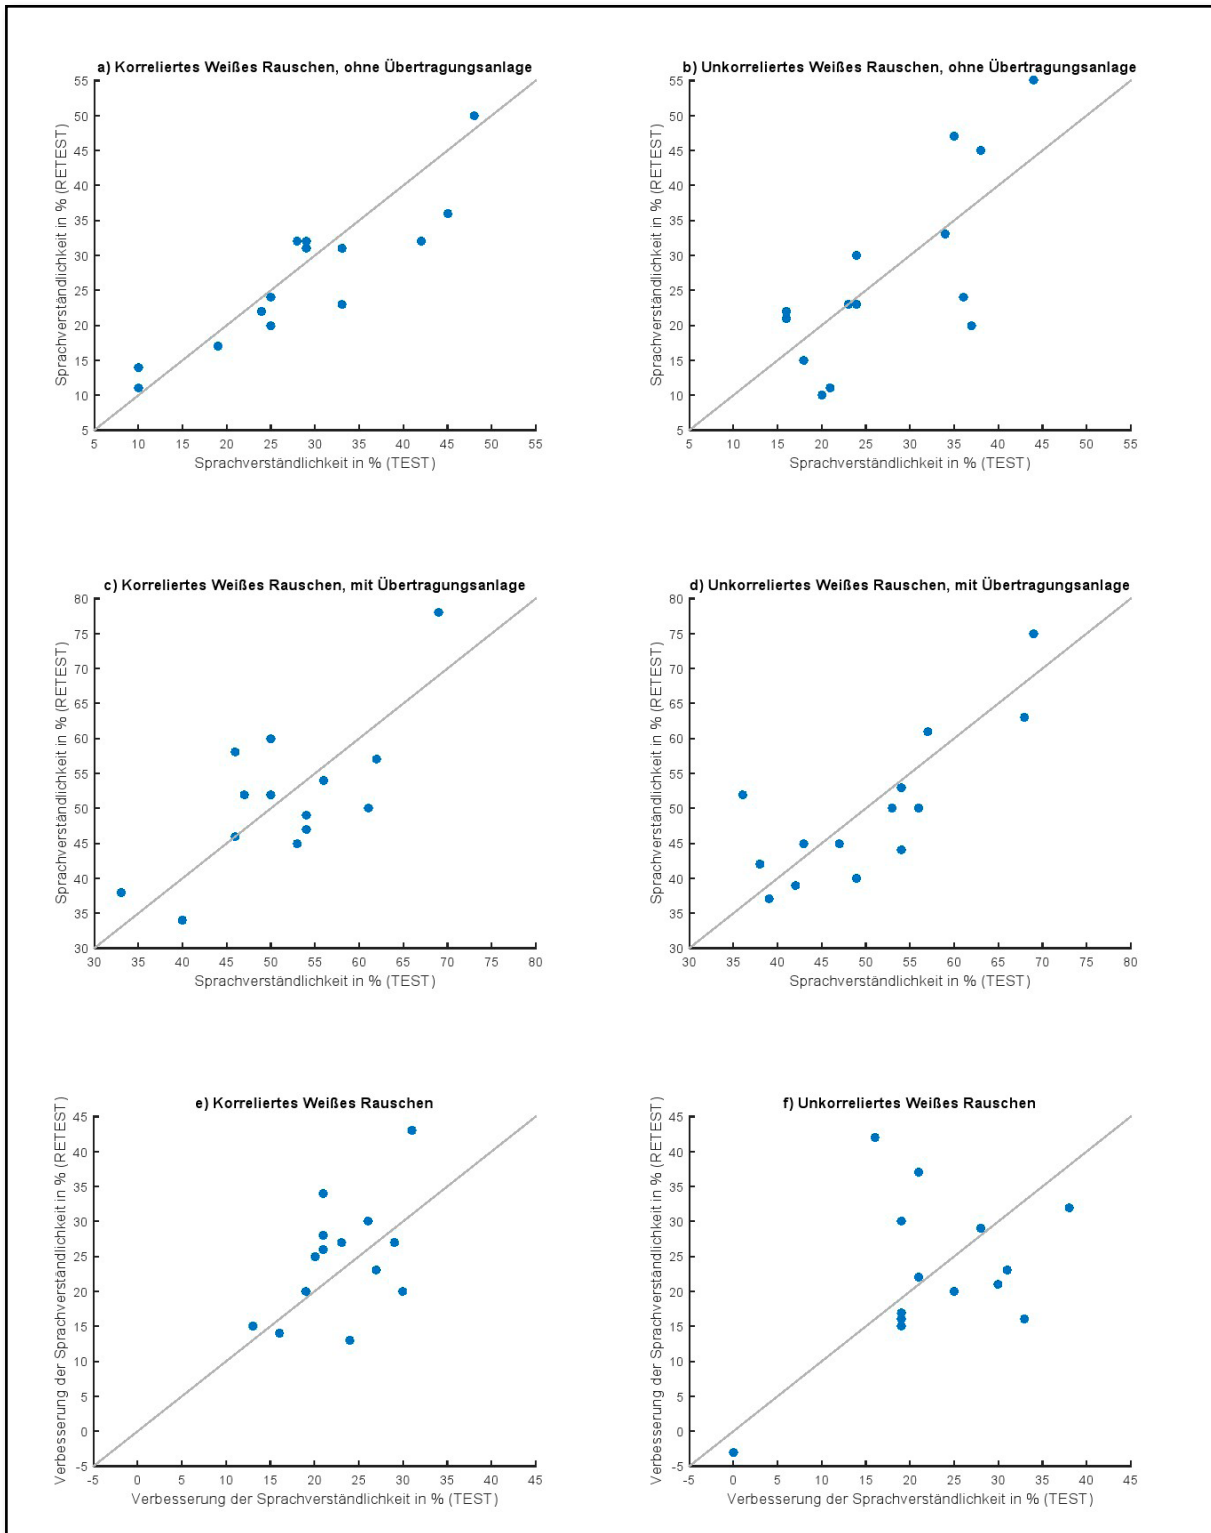 a) Korreliertes Weißes Rauschen, ohne Übertragungsanlage
Sprachverständlichkeit in % (RETEST)
55
50
45
40
35
30
25
20
15
10
5
5 10 15 20 25 30 35 40 45 50 55
Sprachverständlichkeit in % (TEST)
b) Unkorreliertes Weißes Rauschen, ohne Übertragungsanlage
Sprachverständlichkeit in % (RETEST)
55
50
45
40
35
30
25
20
15
10
5
5 10 15 20 25 30 35 40 45 50 55
Sprachverständlichkeit in % (TEST)
c) Korreliertes Weißes Rauschen, mit Übertragungsanlage
Sprachverständlichkeit in % (RETEST)
80
75
70
65
60
55
50
45
40
35
30
30 35 40 45 50 55 60 65 70 75 80
Sprachverständlichkeit in % (TEST)
d) Unkorreliertes Weißes Rauschen, mit Übertragungsanlage
Sprachverständlichkeit in % (RETEST)
80
75
70
65
60
55
50
45
40
35
30
30 35 40 45 50 55 60 65 70 75 80
Sprachverständlichkeit in % (TEST)
e) Korreliertes Weißes Rauschen
Verbesserung der Sprachverständlichkeit in % (RETEST)
45
40
35
30
25
20
15
10
5
0
-5
-5 0 5 10 15 20 25 30 35 40 45
Verbesserung der Sprachverständlichkeit in % (TEST)
f) Unkorreliertes Weißes Rauschen
Verbesserung der Sprachverständlichkeit in % (RETEST)
45
40
35
30
25
20
15
10
5
0
-5
-5 0 5 10 15 20 25 30 35 40 45
Verbesserung der Sprachverständlichkeit in % (TEST)